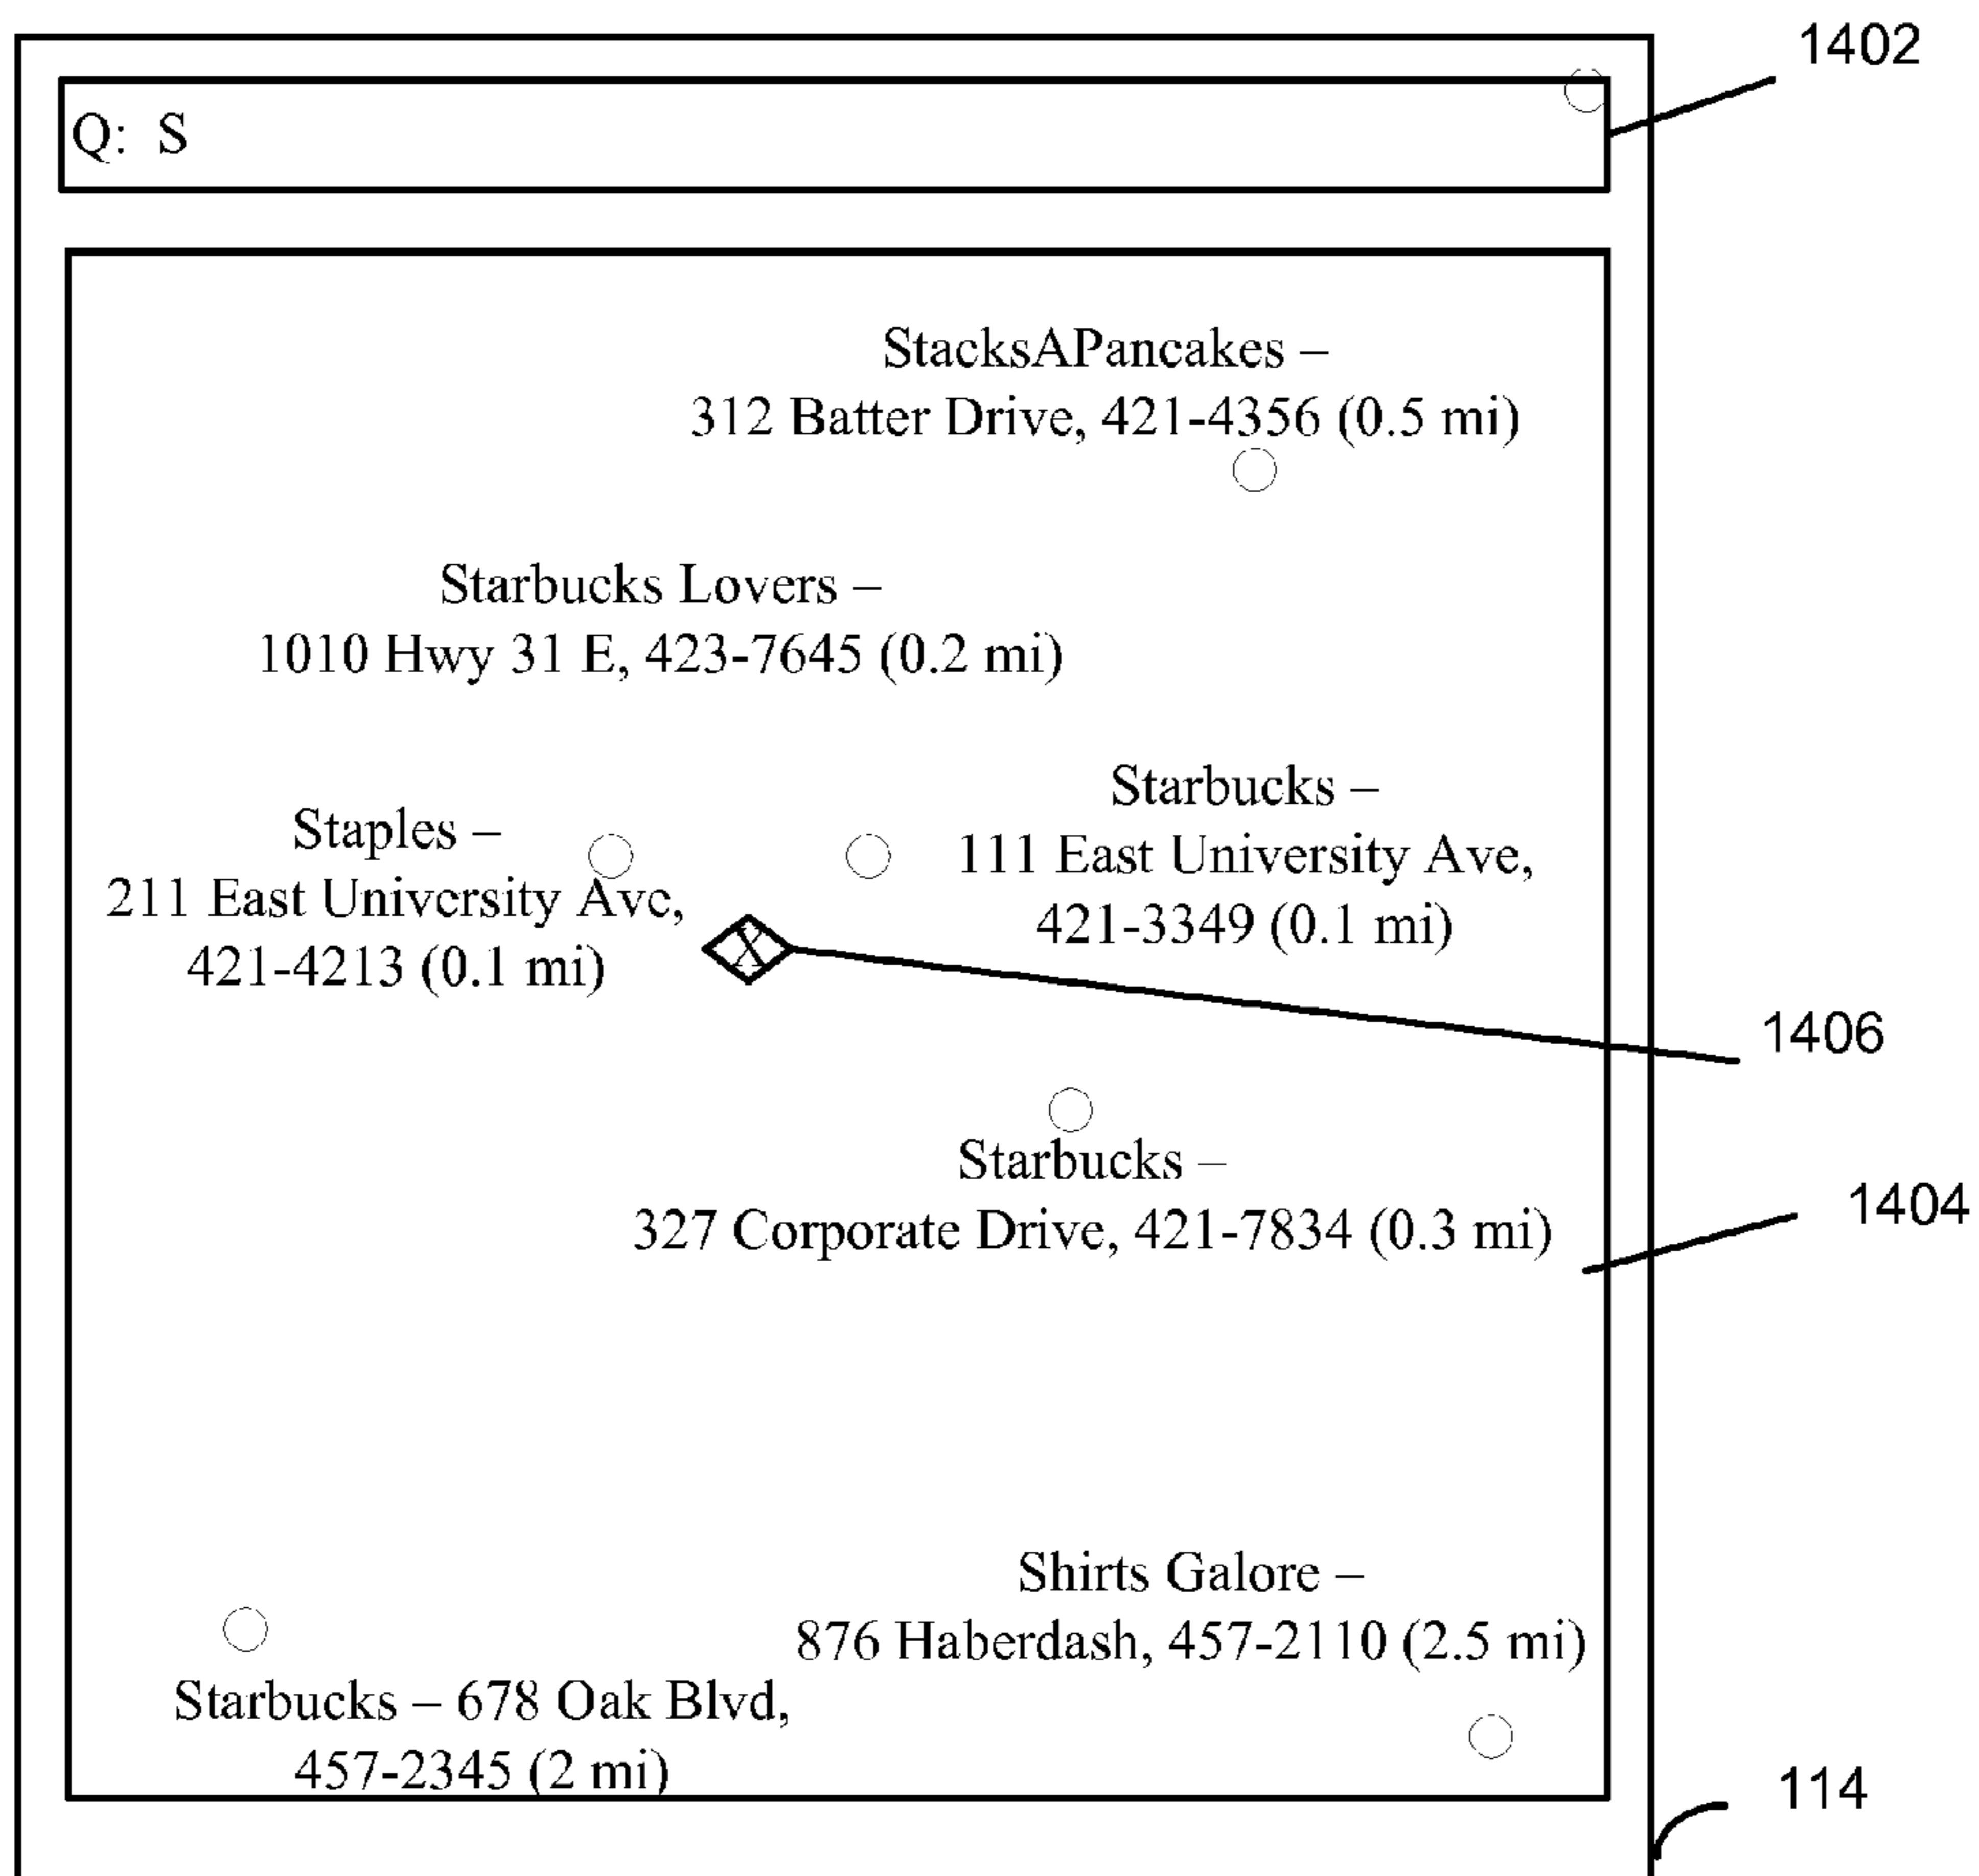 1402
Q: S
StacksAPancakes –
312 Batter Drive, 421-4356 (0.5 mi)
Starbucks Lovers –
1010 Hwy 31 E, 423-7645 (0.2 mi)
Starbucks –
111 East University Ave,
421-3349 (0.1 mi)
Staples –
211 East University Ave,
421-4213 (0.1 mi)
X
1406
Starbucks –
327 Corporate Drive, 421-7834 (0.3 mi)
1404
Shirts Galore –
876 Haberdash, 457-2110 (2.5 mi)
Starbucks – 678 Oak Blvd,
457-2345 (2 mi)
114